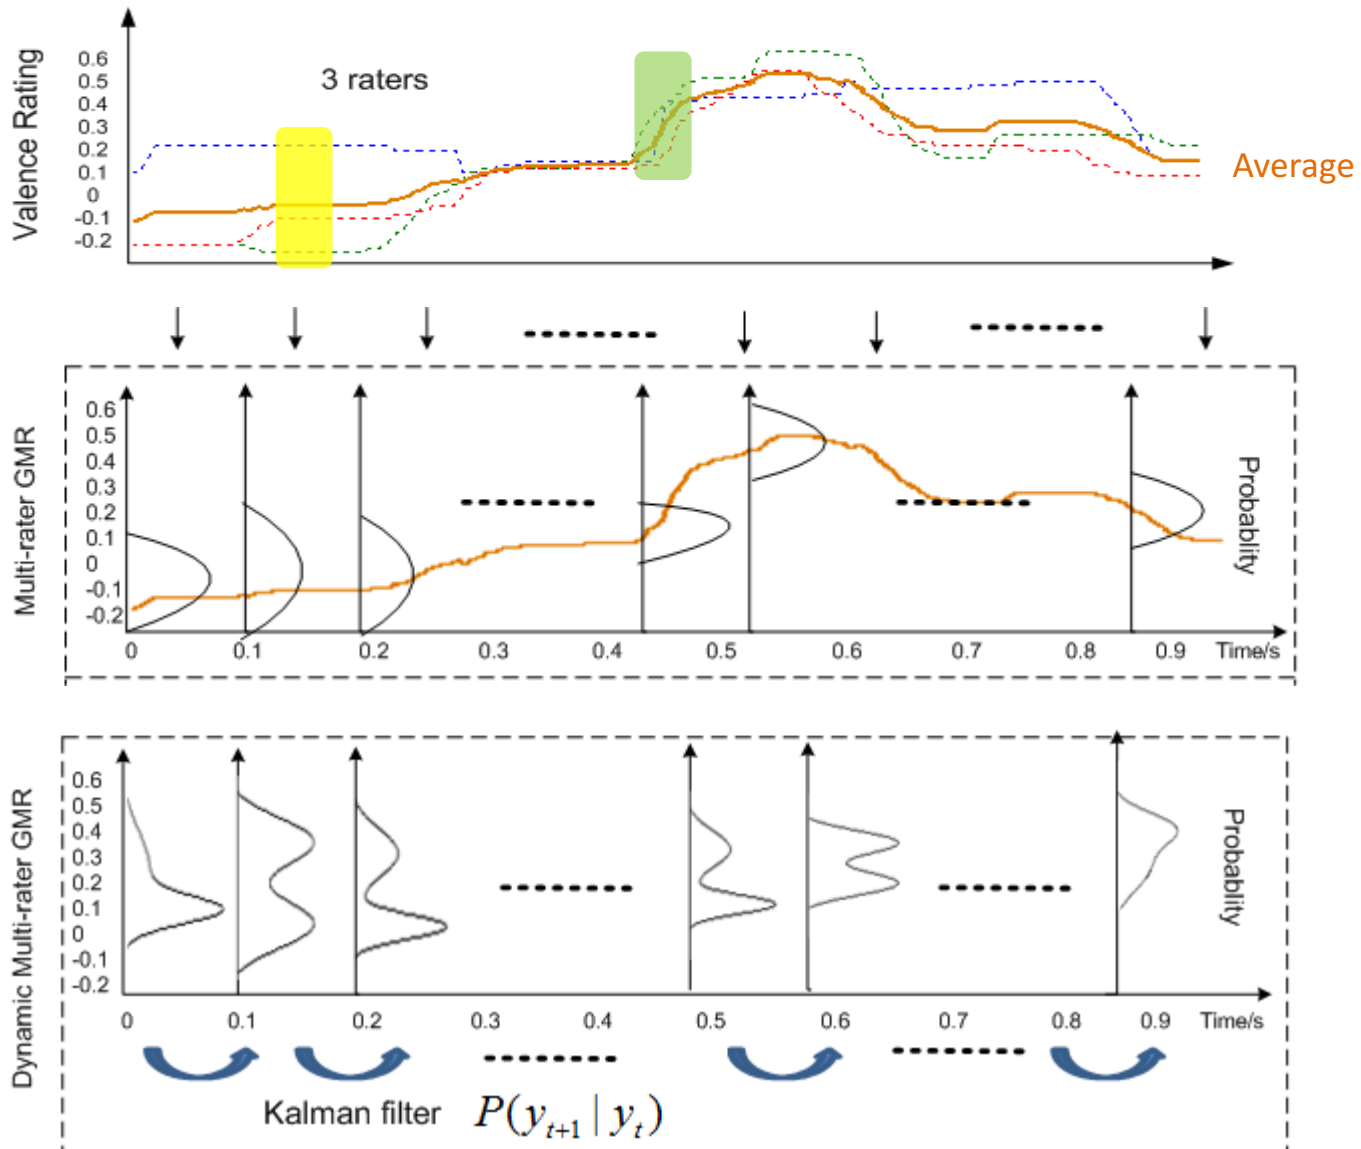 Valence Rating
0.6
0.5
0.4
0.3
0.2
0.1
0
-0.1
-0.2
3 raters
Average
Multi-rater GMR
0.6
0.5
0.4
0.3
0.2
0.1
0
-0.1
-0.2
Probablity
0 0.1 0.2 0.3 0.4 0.5 0.6 0.7 0.8 0.9 Time/s
Dynamic Multi-rater GMR
0.6
0.5
0.4
0.3
0.2
0.1
0
-0.1
-0.2
Probablity
0 0.1 0.2 0.3 0.4 0.5 0.6 0.7 0.8 0.9 Time/s
Kalman filter P(y_{t+1} | y_t)